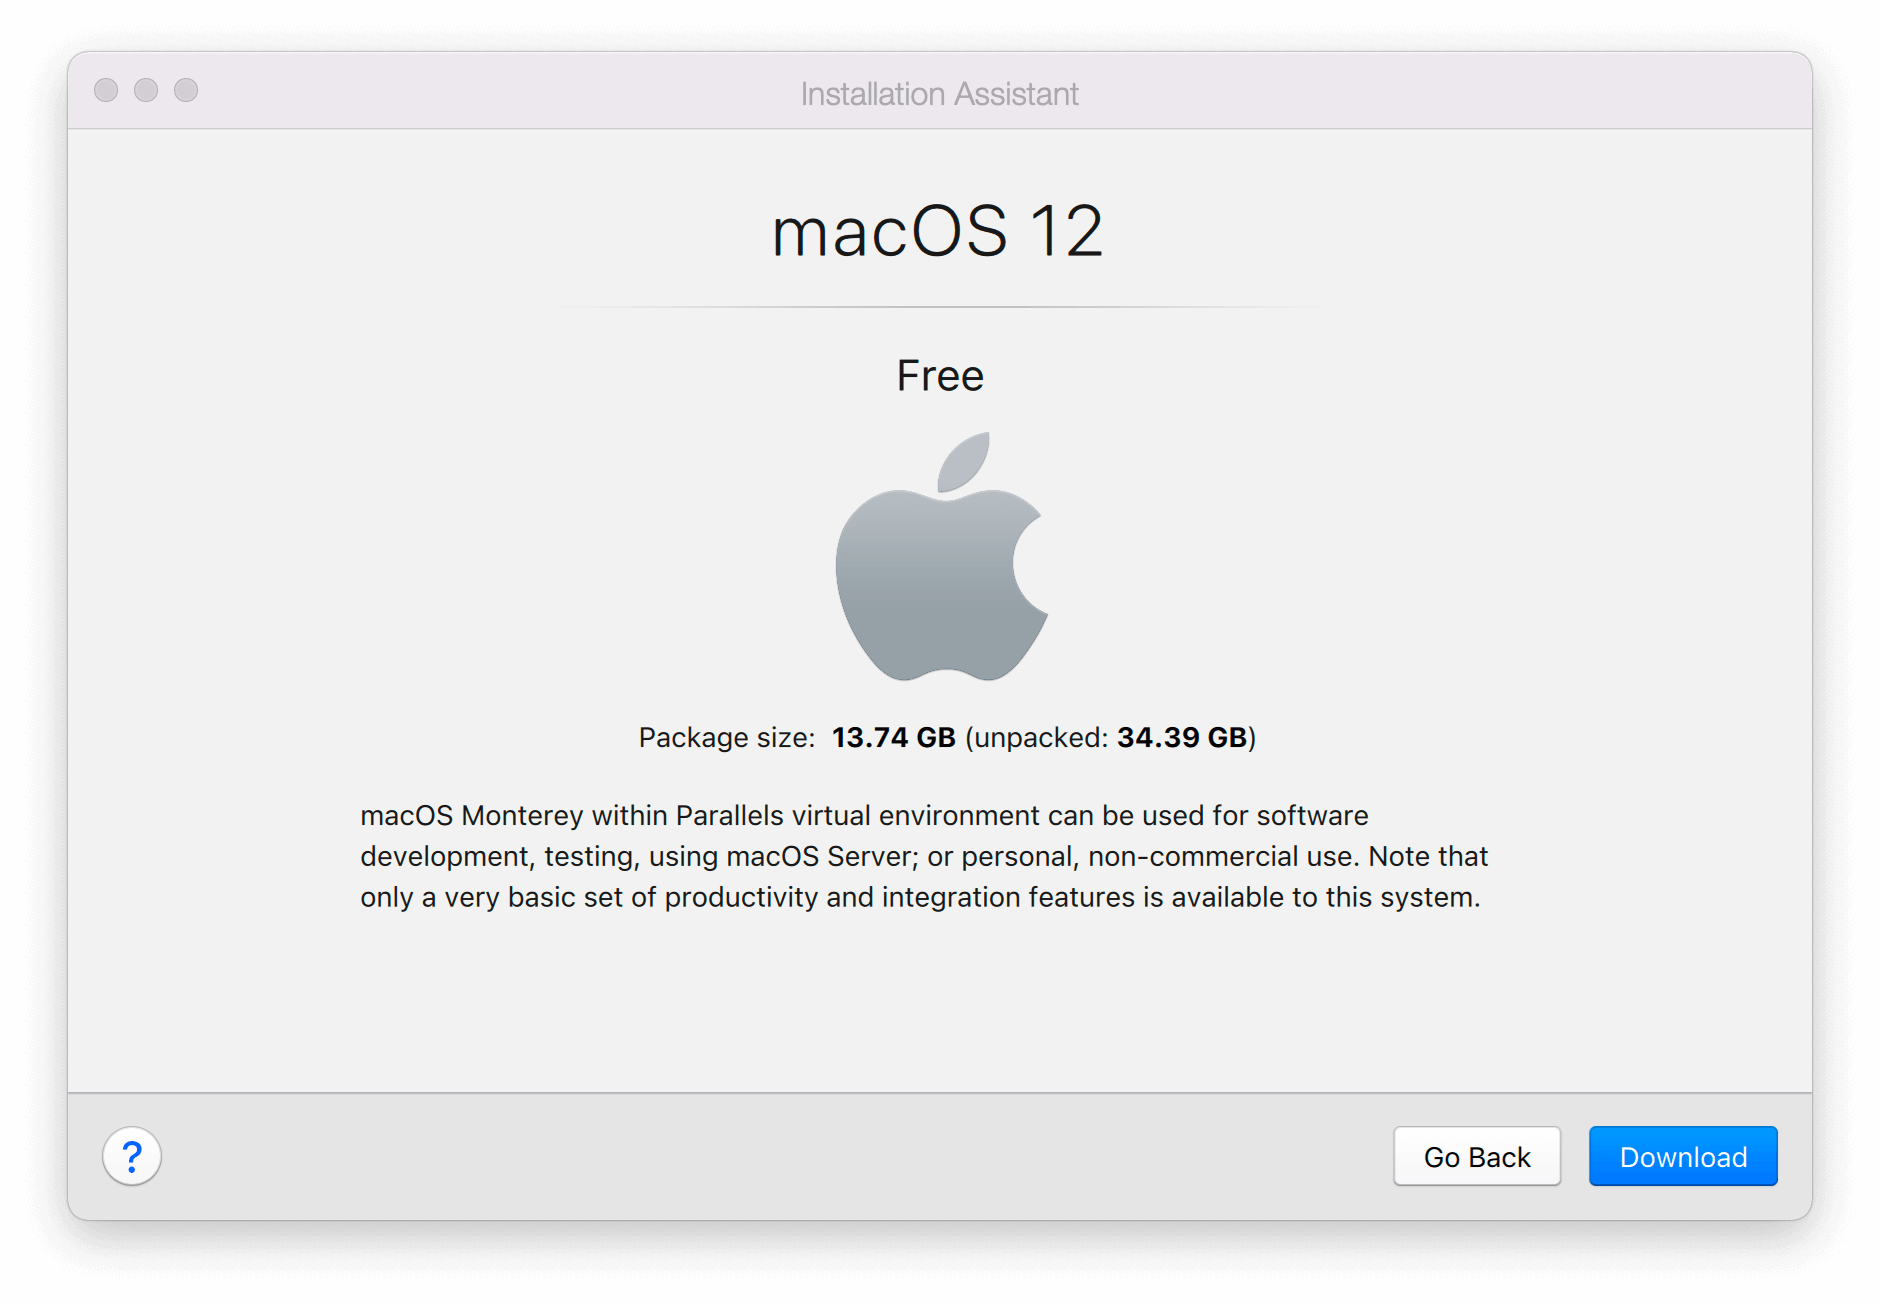 Installation Assistant
macOS 12
Free
Package size: 13.74 GB (unpacked: 34.39 GB)
macOS Monterey within Parallels virtual environment can be used for software
development, testing, using macOS Server; or personal, non-commercial use. Note that
only a very basic set of productivity and integration features is available to this system.
?
Go Back
Download